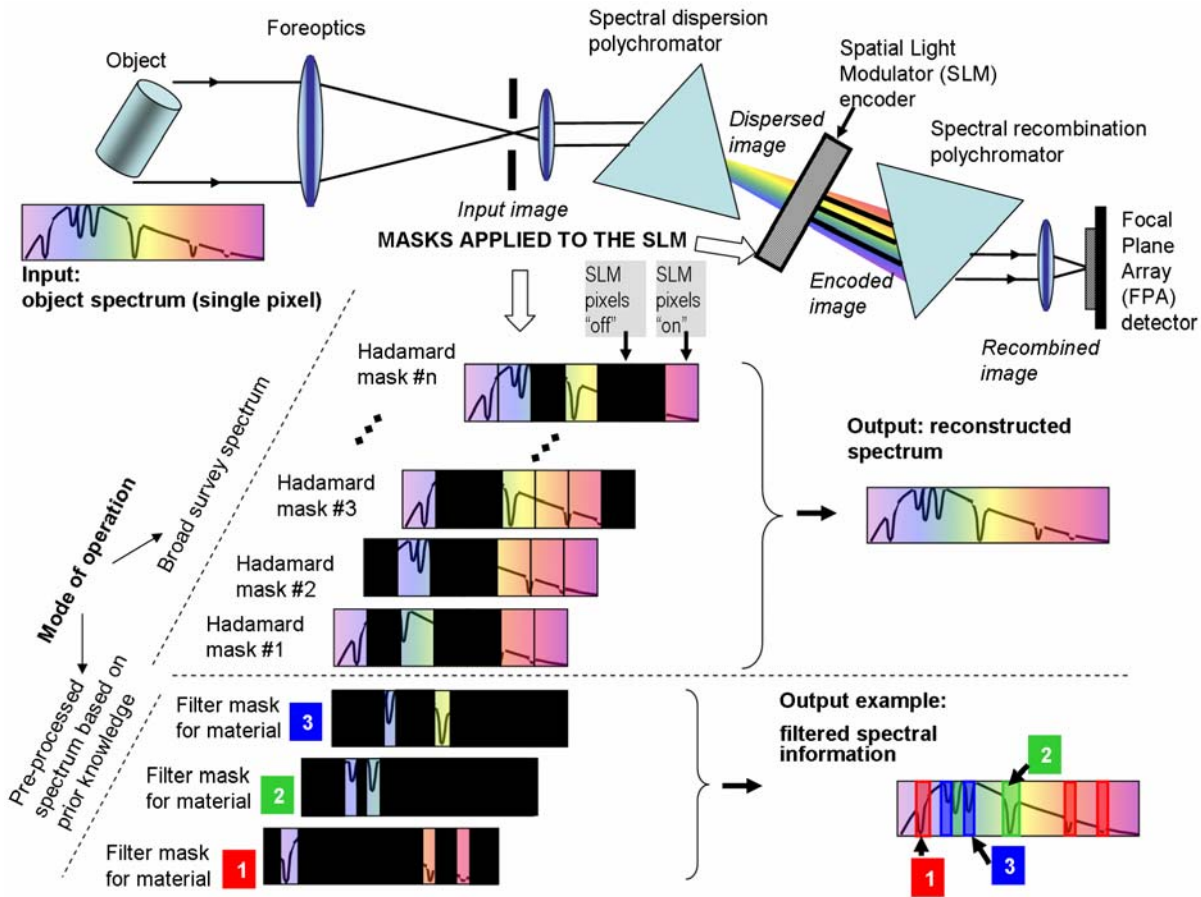 Object
Foreoptics
Spectral dispersion
polychromator
Spatial Light
Modulator (SLM)
encoder
Dispersed
image
Spectral recombination
polychromator
Input image
MASKS APPLIED TO THE SLM
Input:
object spectrum (single pixel)
Encoded
image
Focal
Plane
Array
(FPA)
detector
Recombined
image
SLM
pixels
"off"
SLM
pixels
"on"
Hadamard
mask #n
Hadamard
mask #3
Hadamard
mask #2
Hadamard
mask #1
Output: reconstructed
spectrum
Mode of operation
Broad survey spectrum
Pre-processed
spectrum based on
prior knowledge
Filter mask
for material 3
Filter mask
for material 2
Filter mask
for material 1
Output example:
filtered spectral
information
2
1
3